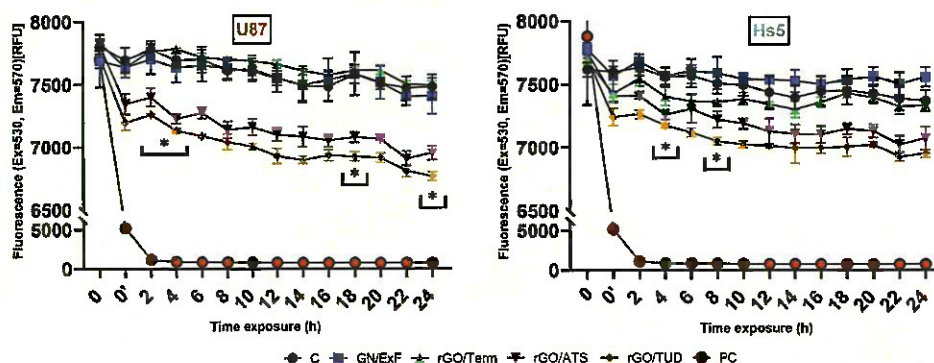 U87
Fluorescence (Ex=530, Em=570)[RFU]
8000
7500
7000
6500
5000
0
*
*
*
0 0' 2 4 6 8 10 12 14 16 18 20 22 24
Time exposure (h)
Hs5
Fluorescence (Ex=530, Em=570)[RFU]
8000
7500
7000
6500
5000
0
*
*
0 0' 2 4 6 8 10 12 14 16 18 20 22 24
Time exposure (h)
C GN/ExF rGO/Term rGO/ATS rGO/TUD PC